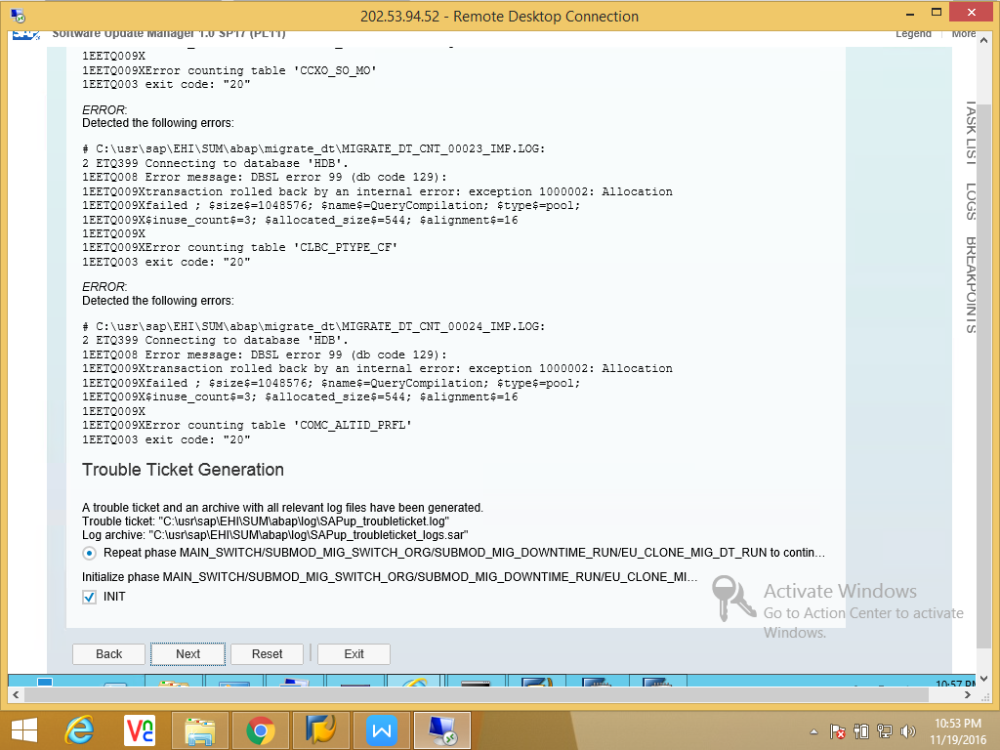 202.53.94.52 - Remote Desktop Connection
Software Update Manager 1.0 SP17 (PL11)
Legend
More
1EETQ009X
1EETQ009XError counting table 'CCXO_SO_MO'
1EETQ003 exit code: "20"
ERROR:
Detected the following errors:
# C:\usr\sap\EHI\SUM\abap\migrate_dt\MIGRATE_DT_CNT_00023_IMP.LOG:
2 ETQ399 Connecting to database 'HDB'.
1EETQ008 Error message: DBSL error 99 (db code 129):
1EETQ009Xtransaction rolled back by an internal error: exception 1000002: Allocation
1EETQ009Xfailed ; $size$=1048576; $name$=QueryCompilation; $type$=pool;
1EETQ009X$inuse_count$=3; $allocated_size$=544; $alignment$=16
1EETQ009X
1EETQ009XError counting table 'CLBC_PTYPE_CF'
1EETQ003 exit code: "20"
ERROR:
Detected the following errors:
# C:\usr\sap\EHI\SUM\abap\migrate_dt\MIGRATE_DT_CNT_00024_IMP.LOG:
2 ETQ399 Connecting to database 'HDB'.
1EETQ008 Error message: DBSL error 99 (db code 129):
1EETQ009Xtransaction rolled back by an internal error: exception 1000002: Allocation
1EETQ009Xfailed ; $size$=1048576; $name$=QueryCompilation; $type$=pool;
1EETQ009X$inuse_count$=3; $allocated_size$=544; $alignment$=16
1EETQ009X
1EETQ009XError counting table 'COMC_ALTID_PRFL'
1EETQ003 exit code: "20"
Trouble Ticket Generation
A trouble ticket and an archive with all relevant log files have been generated.
Trouble ticket: "C:\usr\sap\EHI\SUM\abap\log\SAPup_troubleticket.log"
Log archive: "C:\usr\sap\EHI\SUM\abap\log\SAPup_troubleticket_logs.sar"
Repeat phase MAIN_SWITCH/SUBMOD_MIG_SWITCH_ORG/SUBMOD_MIG_DOWNTIME_RUN/EU_CLONE_MIG_DT_RUN to contin...
Initialize phase MAIN_SWITCH/SUBMOD_MIG_SWITCH_ORG/SUBMOD_MIG_DOWNTIME_RUN/EU_CLONE_MI...
INIT
Back
Next
Reset
Exit
TASK LIST
LOGS
BREAKPOINTS
Activate Windows
Go to Action Center to activate
Windows.
10:57 PM
10:53 PM
11/19/2016